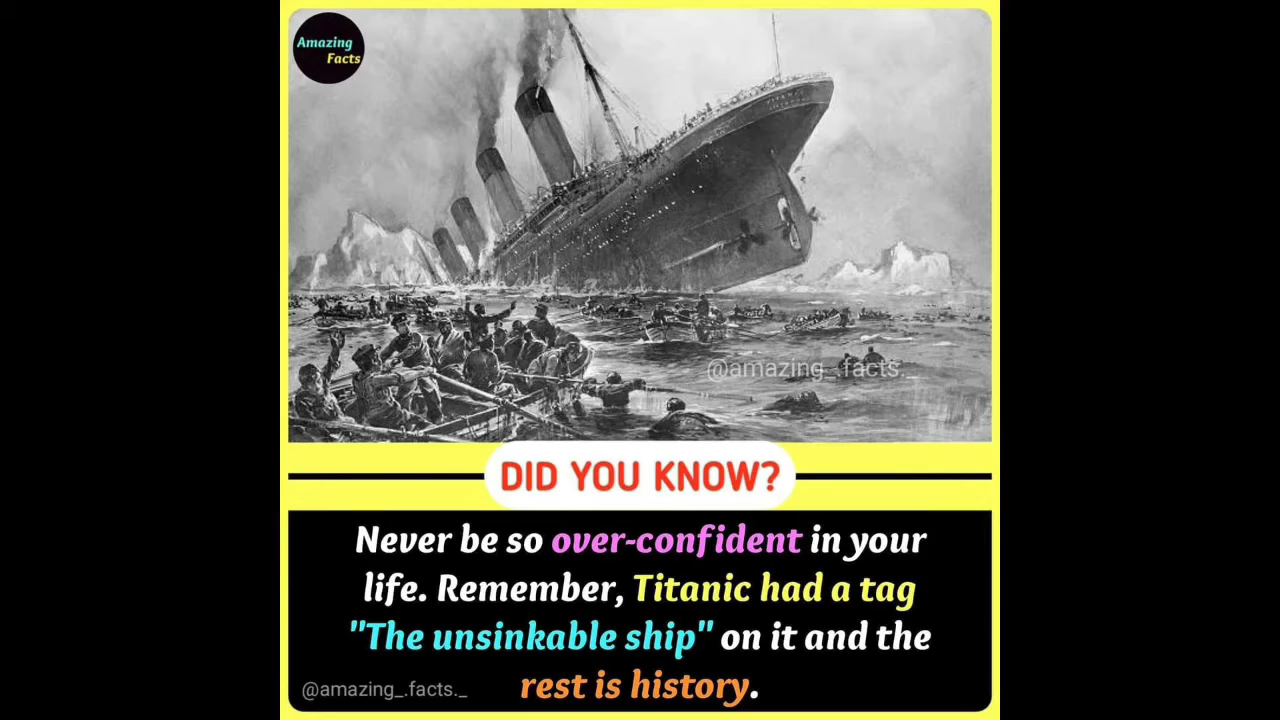 Amazing
Facts
TITANIC
@amazing_.facts._
DID YOU KNOW?
Never be so over-confident in your
life. Remember, Titanic had a tag
"The unsinkable ship" on it and the
rest is history.
@amazing_.facts._